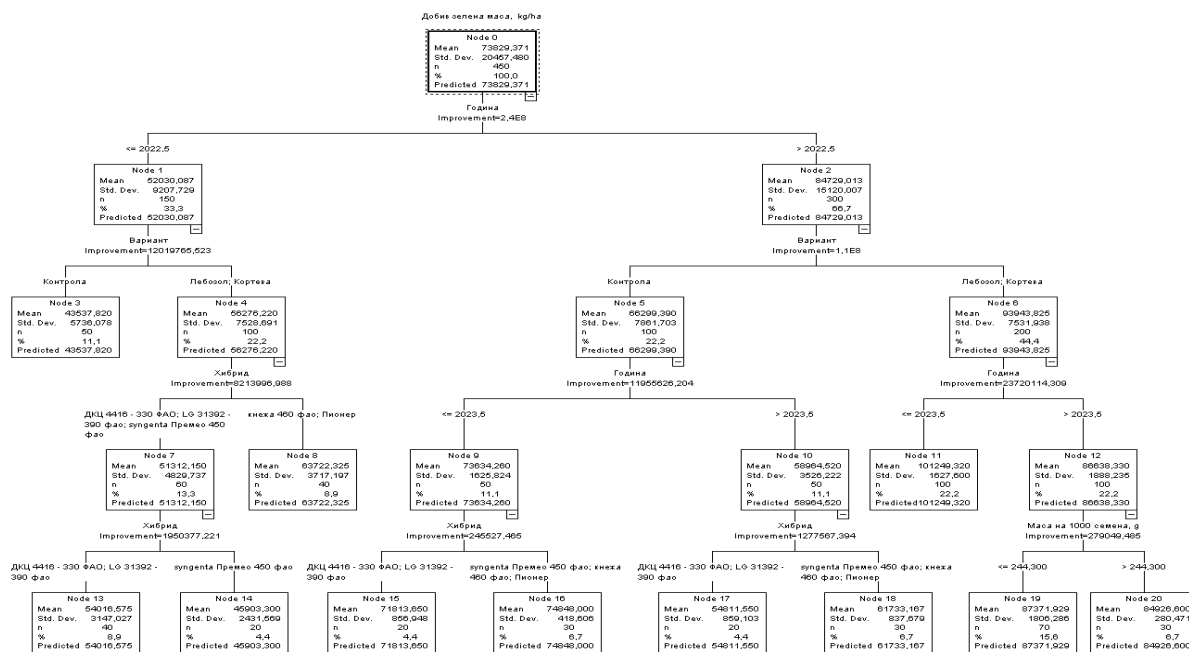 Добив зелена маса, kg/ha
Node 0
Mean 73829,371
Std. Dev. 20457,480
n 450
% 100,0
Predicted 73829,371
Година
Improvement=2,4E8
<= 2022,5
> 2022,5
Node 1
Mean 52030,087
Std. Dev. 9207,729
n 150
% 33,3
Predicted 52030,087
Node 2
Mean 84729,013
Std. Dev. 15120,007
n 300
% 66,7
Predicted 84729,013
Вариант
Improvement=12019765,523
Вариант
Improvement=1,1E8
Контрола
Лебозол; Кортева
Контрола
Лебозол; Кортева
Node 3
Mean 43537,820
Std. Dev. 5736,078
n 50
% 11,1
Predicted 43537,820
Node 4
Mean 56276,220
Std. Dev. 7528,691
n 100
% 22,2
Predicted 56276,220
Node 5
Mean 66299,390
Std. Dev. 7861,703
n 100
% 22,2
Predicted 66299,390
Node 6
Mean 93943,825
Std. Dev. 7531,938
n 200
% 44,4
Predicted 93943,825
Хибрид
Improvement=8213996,988
Година
Improvement=11955626,204
Година
Improvement=23720114,309
ДКЦ 4416 - 330 ФАО; LG 31392 -
390 фао; syngenta Премео 450
фао
кнежа 460 фао; Пионер
<= 2023,5
> 2023,5
<= 2023,5
> 2023,5
Node 7
Mean 51312,150
Std. Dev. 4829,737
n 60
% 13,3
Predicted 51312,150
Node 8
Mean 63722,325
Std. Dev. 3717,197
n 40
% 8,9
Predicted 63722,325
Node 9
Mean 73634,260
Std. Dev. 1625,824
n 50
% 11,1
Predicted 73634,260
Node 10
Mean 58964,520
Std. Dev. 3526,222
n 50
% 11,1
Predicted 58964,520
Node 11
Mean 101249,320
Std. Dev. 1627,600
n 100
% 22,2
Predicted 101249,320
Node 12
Mean 86638,330
Std. Dev. 1888,235
n 100
% 22,2
Predicted 86638,330
Хибрид
Improvement=1950377,221
Хибрид
Improvement=245527,465
Хибрид
Improvement=1277567,394
Маса на 1000 семена, g
Improvement=279049,485
ДКЦ 4416 - 330 ФАО; LG 31392 -
390 фао
syngenta Премео 450 фао
ДКЦ 4416 - 330 ФАО; LG 31392 -
390 фао
syngenta Премео 450 фао; кнежа
460 фао; Пионер
ДКЦ 4416 - 330 ФАО; LG 31392 -
390 фао
syngenta Премео 450 фао; кнежа
460 фао; Пионер
<= 244,300
> 244,300
Node 13
Mean 54016,575
Std. Dev. 3147,027
n 40
% 8,9
Predicted 54016,575
Node 14
Mean 45903,300
Std. Dev. 2431,569
n 20
% 4,4
Predicted 45903,300
Node 15
Mean 71813,650
Std. Dev. 856,948
n 20
% 4,4
Predicted 71813,650
Node 16
Mean 74848,000
Std. Dev. 418,606
n 30
% 6,7
Predicted 74848,000
Node 17
Mean 54811,550
Std. Dev. 859,103
n 20
% 4,4
Predicted 54811,550
Node 18
Mean 61733,167
Std. Dev. 837,679
n 30
% 6,7
Predicted 61733,167
Node 19
Mean 87371,929
Std. Dev. 1806,286
n 70
% 15,6
Predicted 87371,929
Node 20
Mean 84926,600
Std. Dev. 280,471
n 30
% 6,7
Predicted 84926,600